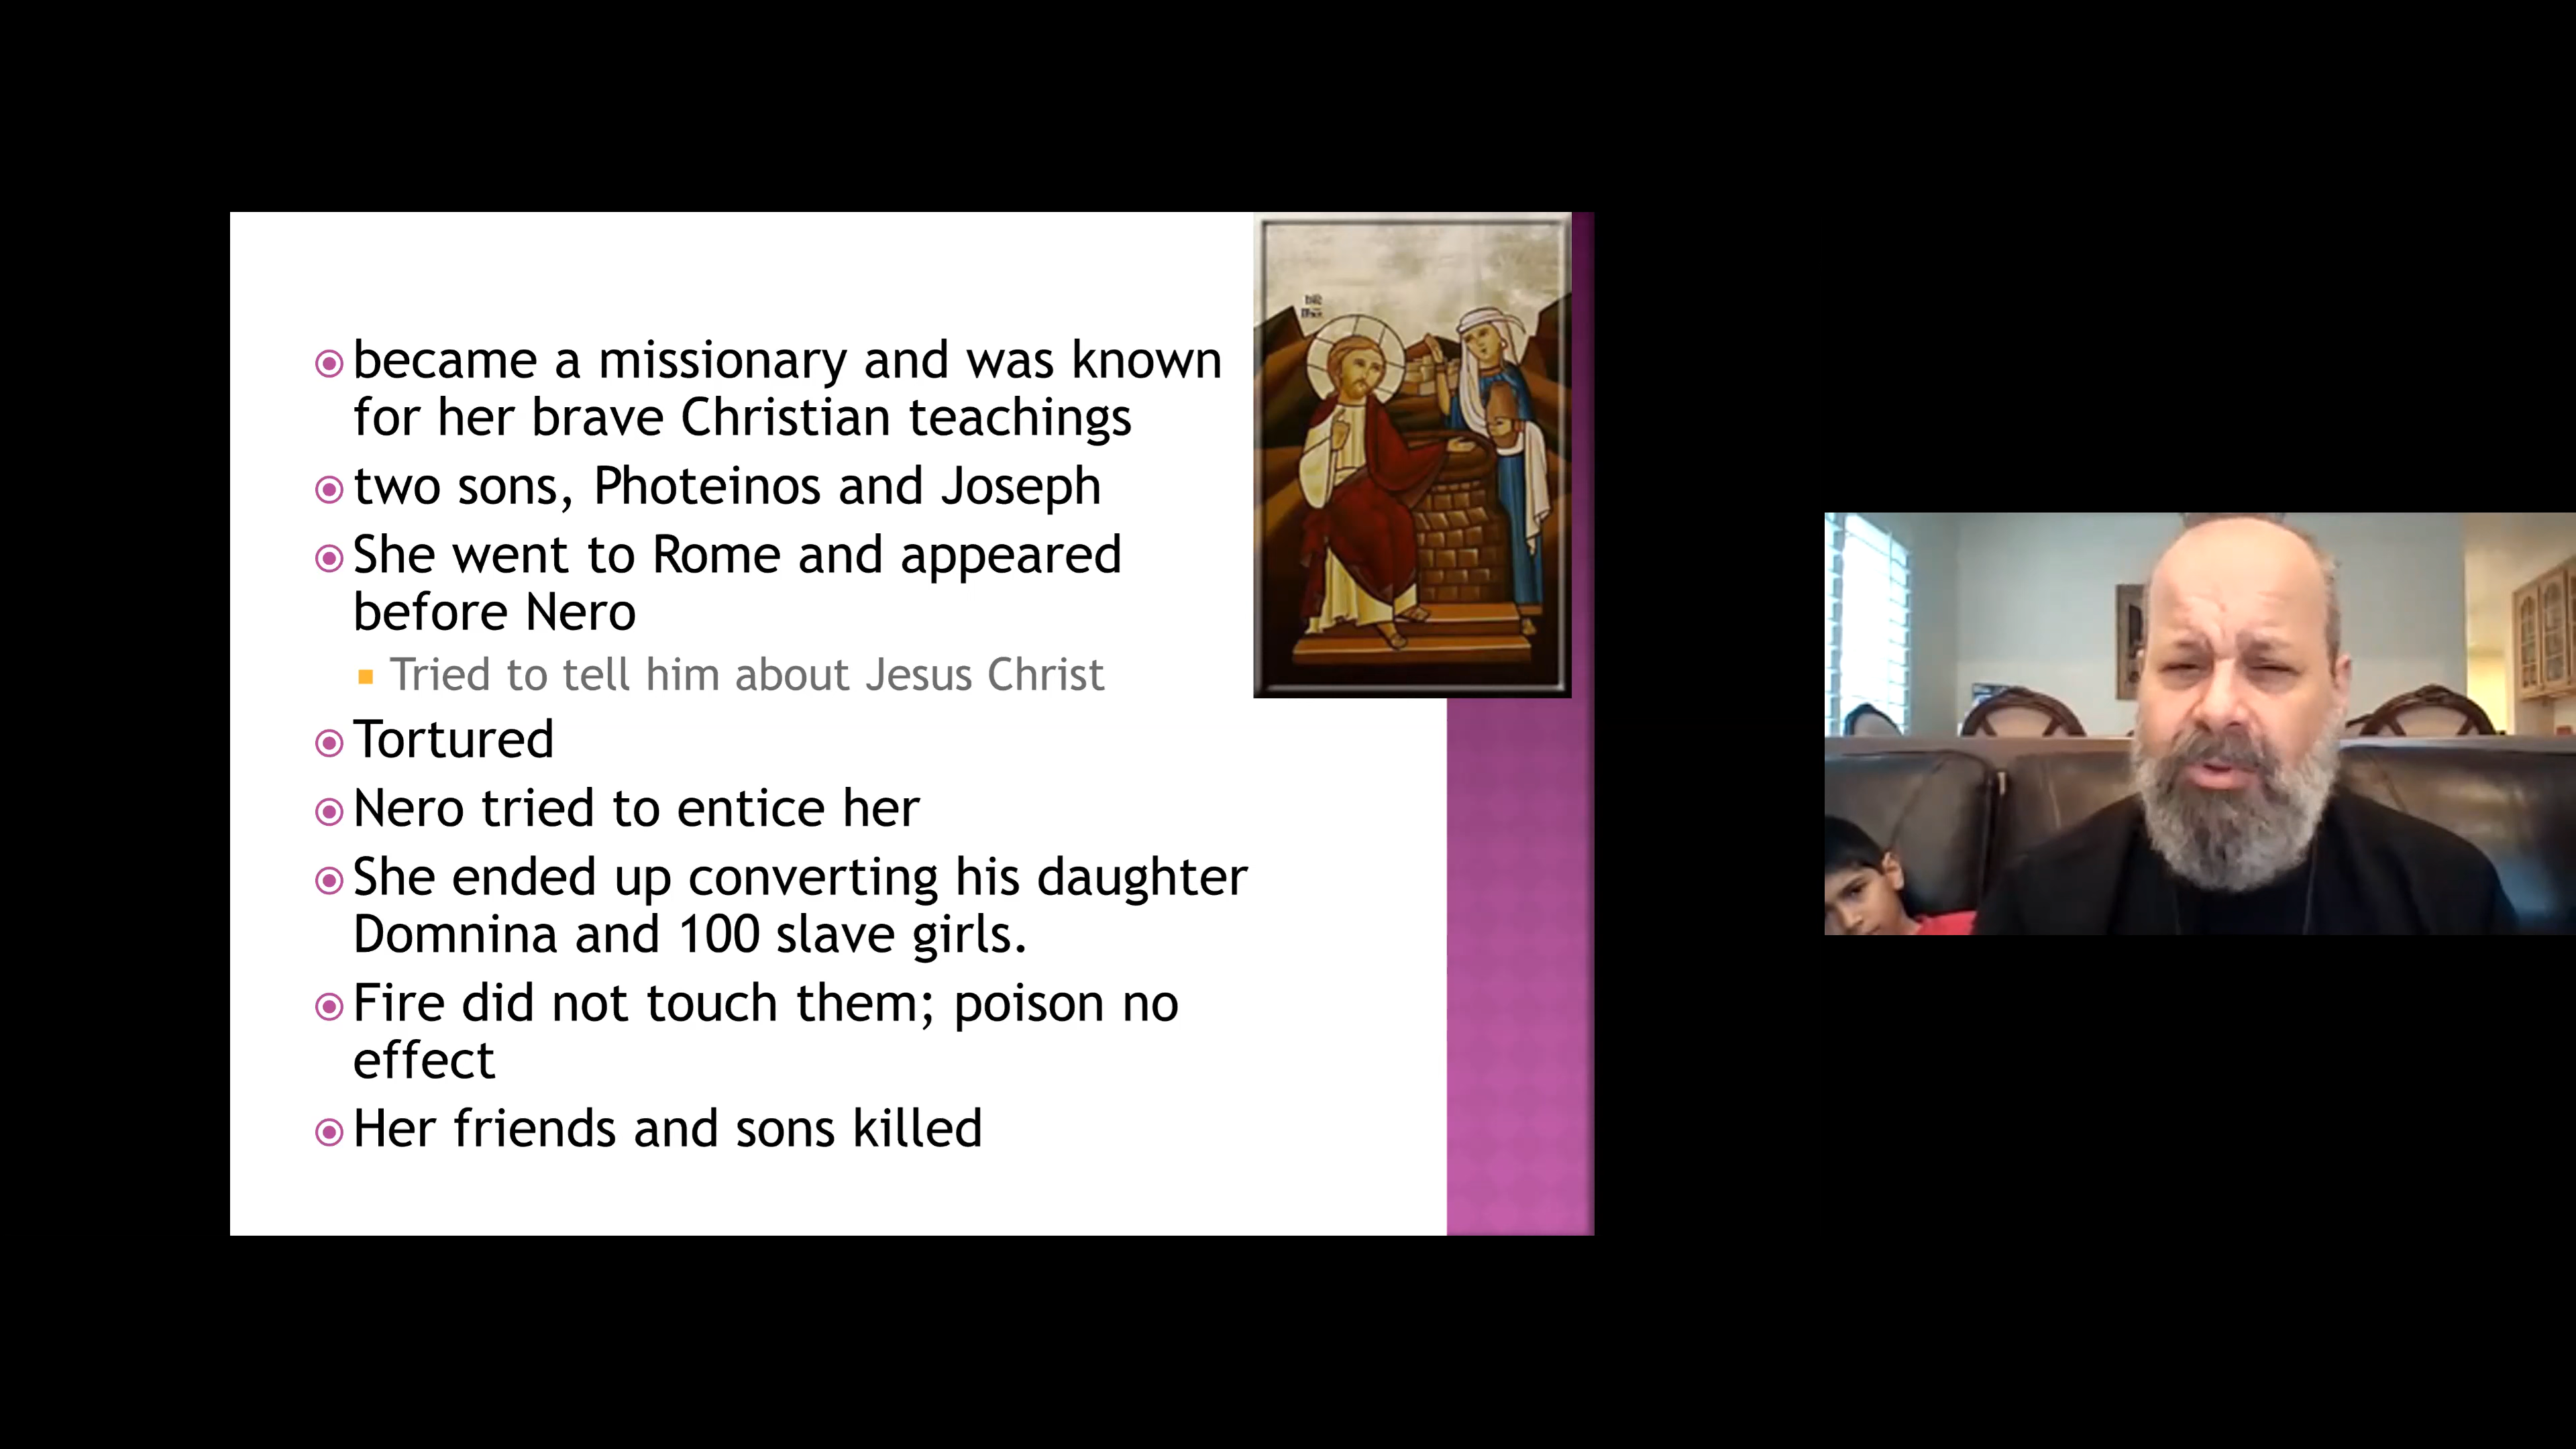 became a missionary and was known
for her brave Christian teachings
two sons, Photeinos and Joseph
She went to Rome and appeared
before Nero
Tried to tell him about Jesus Christ
Tortured
Nero tried to entice her
She ended up converting his daughter
Domnina and 100 slave girls.
Fire did not touch them; poison no
effect
Her friends and sons killed